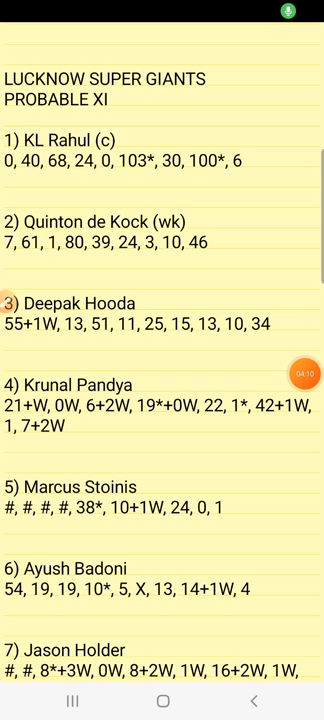 LUCKNOW SUPER GIANTS
PROBABLE XI
1) KL Rahul (c)
0, 40, 68, 24, 0, 103*, 30, 100*, 6
2) Quinton de Kock (wk)
7, 61, 1, 80, 39, 24, 3, 10, 46
3) Deepak Hooda
55+1W, 13, 51, 11, 25, 15, 13, 10, 34
4) Krunal Pandya
04:10
21+W, 0W, 6+2W, 19*+0W, 22, 1*, 42+1W,
1, 7+2W
5) Marcus Stoinis
#, #, #, #, 38*, 10+1W, 24, 0, 1
6) Ayush Badoni
54, 19, 19, 10*, 5, X, 13, 14+1W, 4
7) Jason Holder
#, #, 8*+3W, 0W, 8+2W, 1W, 16+2W, 1W,